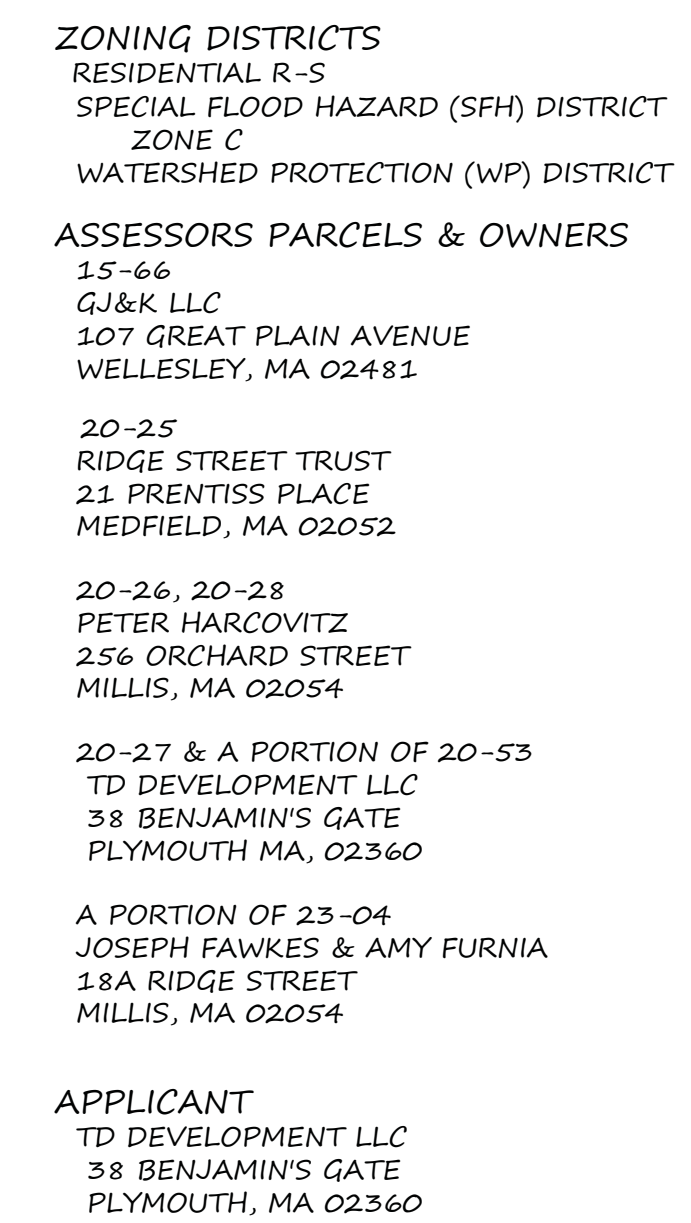 ZONING DISTRICTS
RESIDENTIAL R-S
SPECIAL FLOOD HAZARD (SFH) DISTRICT
ZONE C
WATERSHED PROTECTION (WP) DISTRICT
ASSESSORS PARCELS & OWNERS
15-66
GJ&K LLC
107 GREAT PLAIN AVENUE
WELLESLEY, MA 02481
20-25
RIDGE STREET TRUST
21 PRENTISS PLACE
MEDFIELD, MA 02052
20-26, 20-28
PETER HARCOVITZ
256 ORCHARD STREET
MILLIS, MA 02054
20-27 & A PORTION OF 20-53
TD DEVELOPMENT LLC
38 BENJAMIN'S GATE
PLYMOUTH MA, 02360
A PORTION OF 23-04
JOSEPH FAWKES & AMY FURNIA
18A RIDGE STREET
MILLIS, MA 02054
APPLICANT
TD DEVELOPMENT LLC
38 BENJAMIN'S GATE
PLYMOUTH, MA 02360